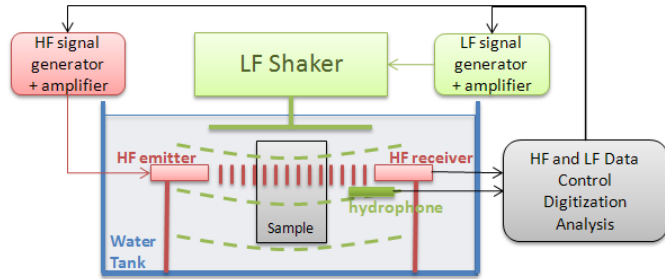 HF signal
generator
+ amplifier
LF Shaker
LF signal
generator
+ amplifier
HF emitter
HF receiver
hydrophone
Sample
Water
Tank
HF and LF Data
Control
Digitization
Analysis